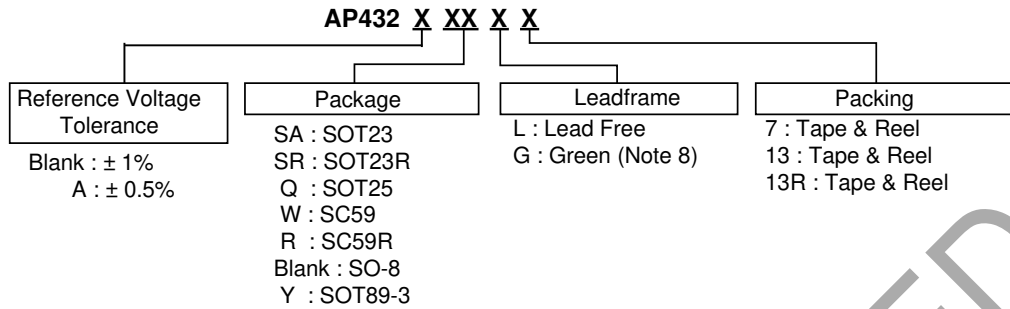 AP432 X XX X X
Reference Voltage
Tolerance
Blank : ± 1%
A : ± 0.5%
Package
SA : SOT23
SR : SOT23R
Q : SOT25
W : SC59
R : SC59R
Blank : SO-8
Y : SOT89-3
Leadframe
L : Lead Free
G : Green (Note 8)
Packing
7 : Tape & Reel
13 : Tape & Reel
13R : Tape & Reel